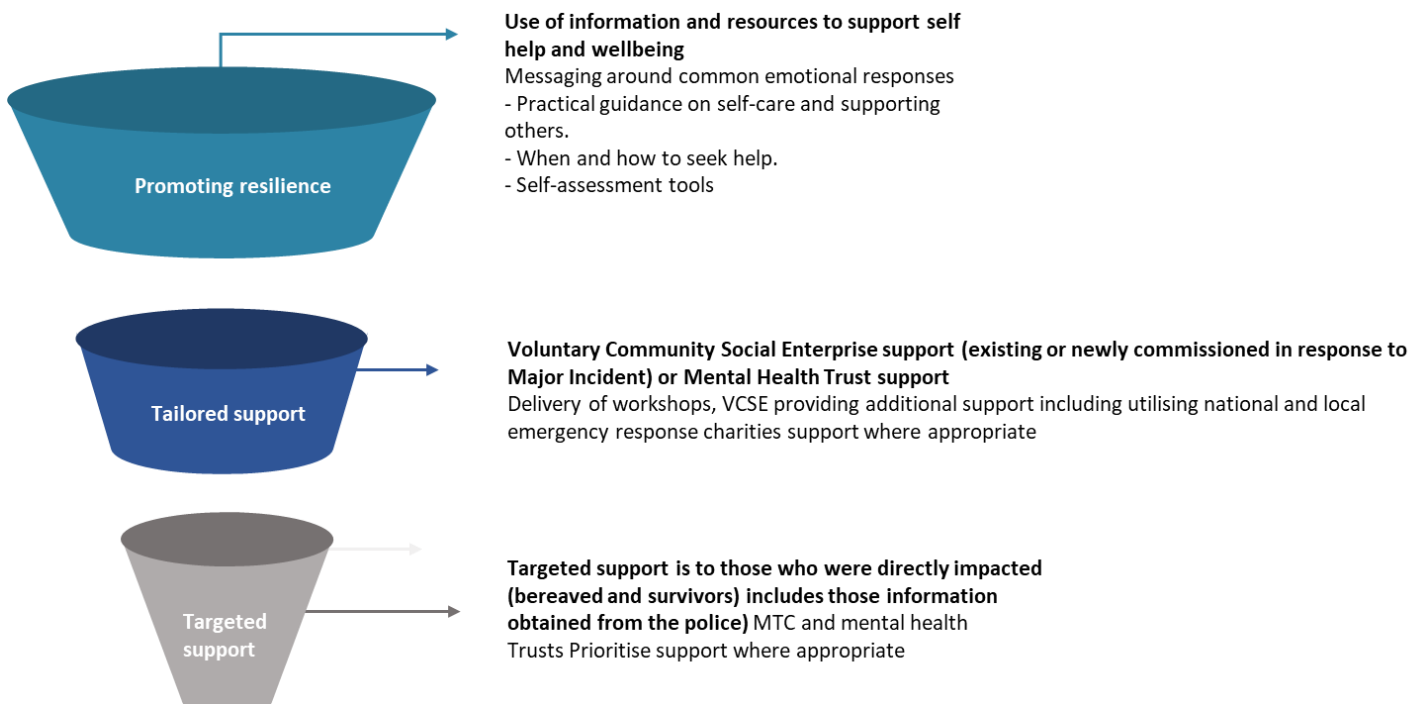 Use of information and resources to support self
help and wellbeing
Messaging around common emotional responses
- Practical guidance on self-care and supporting
others.
- When and how to seek help.
- Self-assessment tools
Promoting resilience
Voluntary Community Social Enterprise support (existing or newly commissioned in response to
Major Incident) or Mental Health Trust support
Delivery of workshops, VCSE providing additional support including utilising national and local
emergency response charities support where appropriate
Tailored support
Targeted support is to those who were directly impacted
(bereaved and survivors) includes those information
obtained from the police) MTC and mental health
Trusts Prioritise support where appropriate
Targeted
support